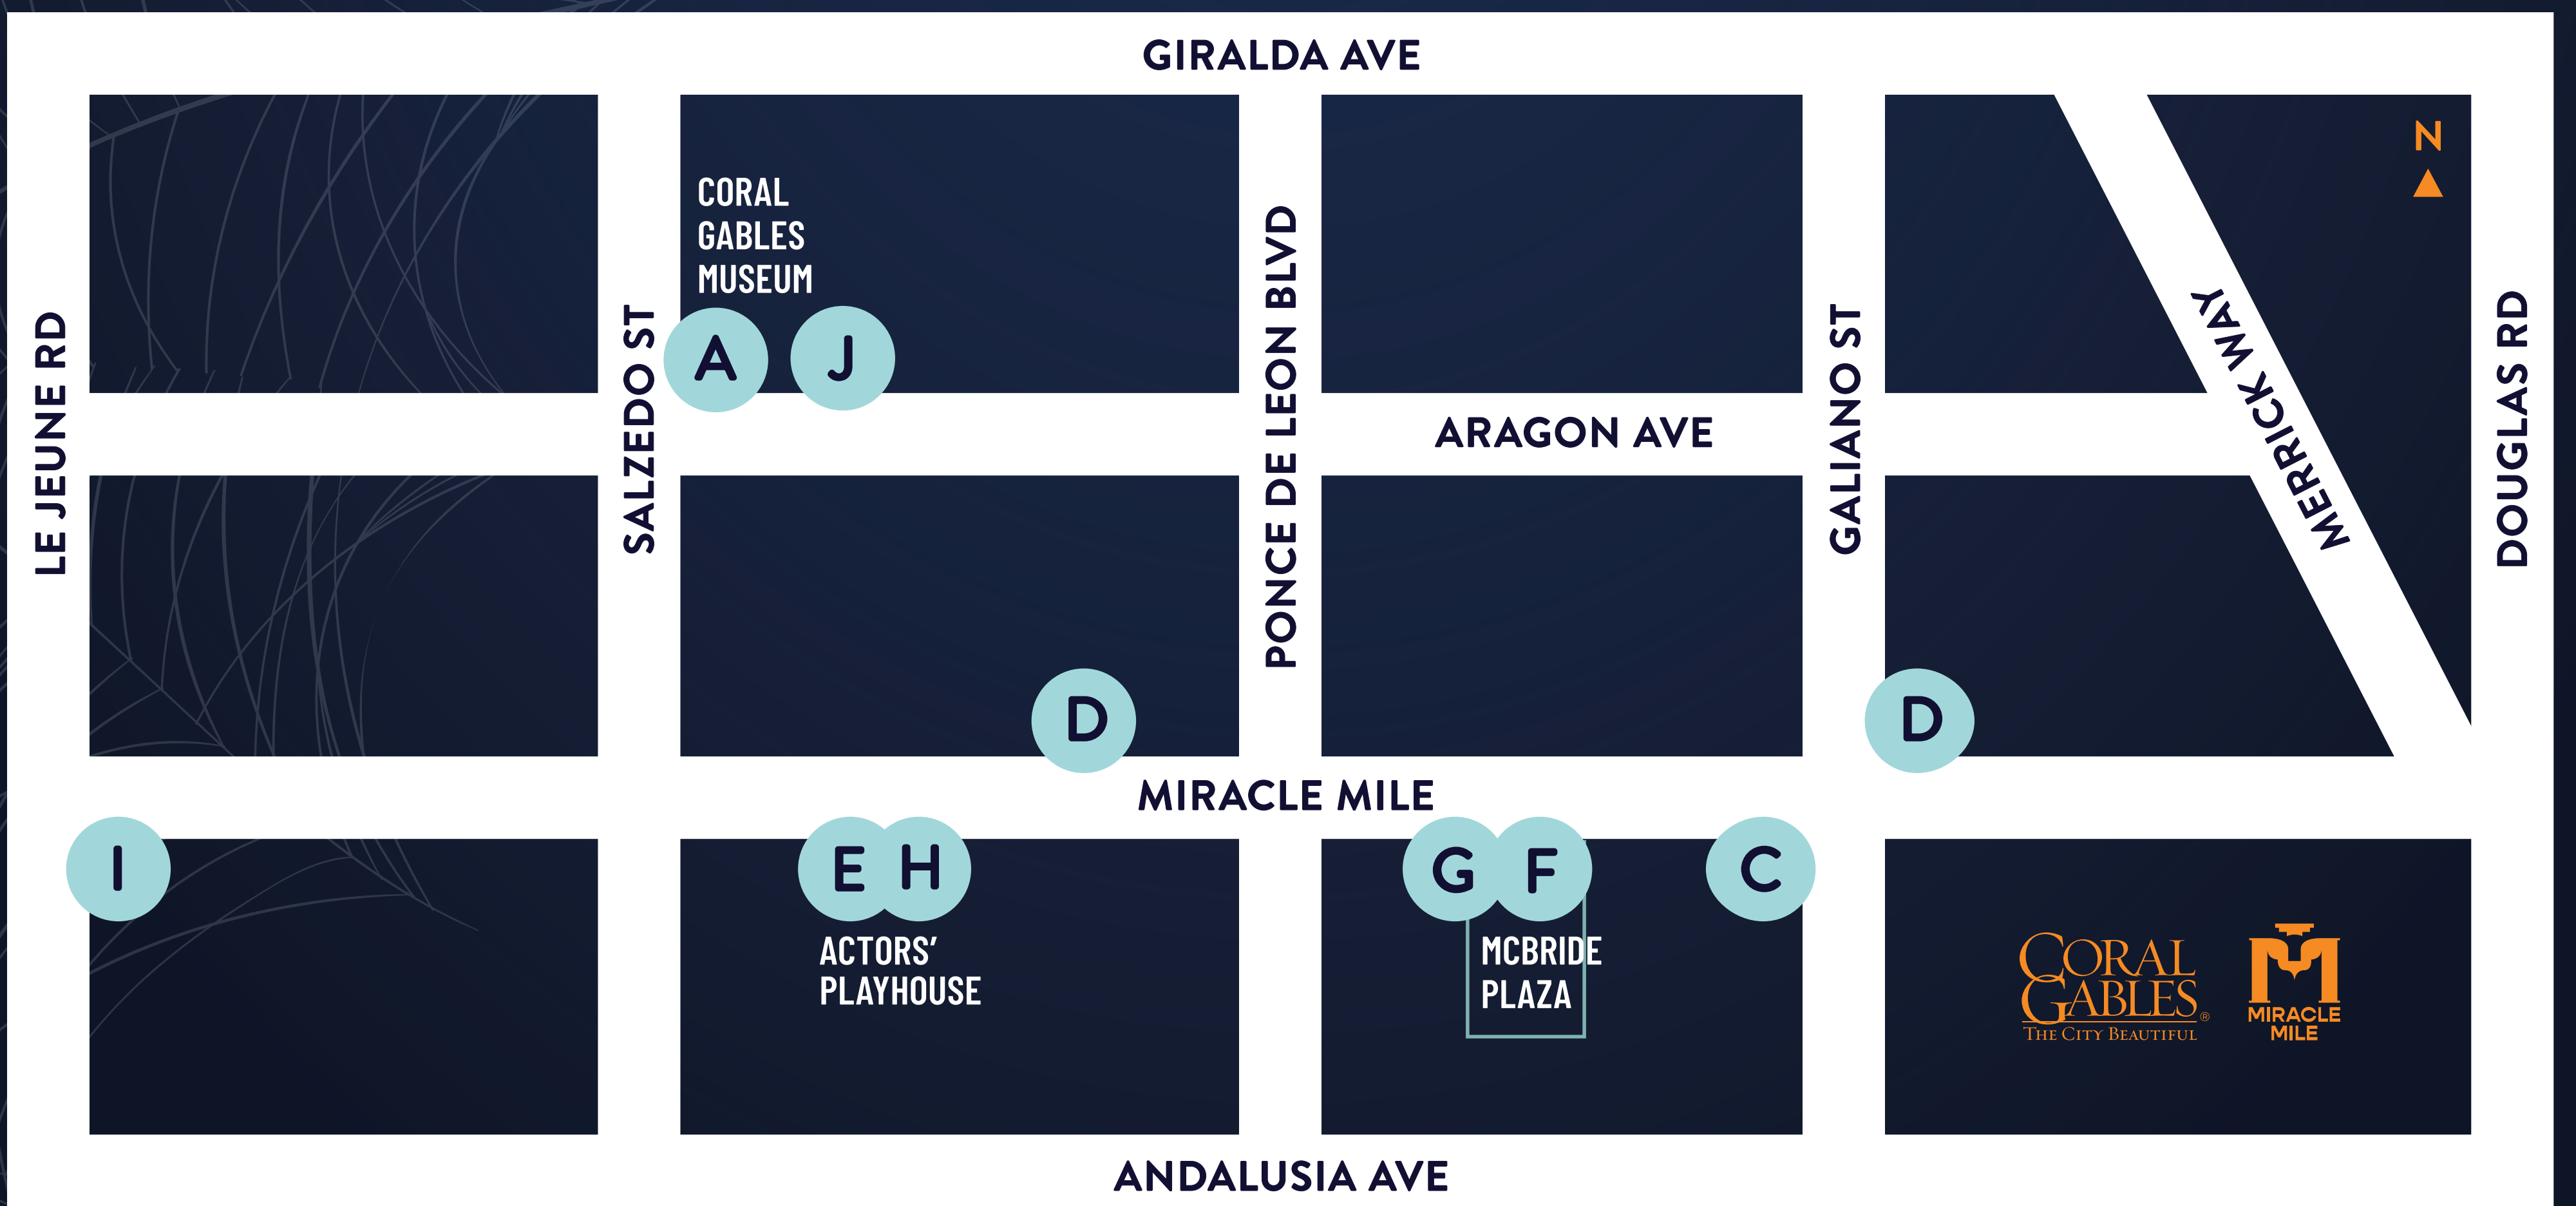 GIRALDA AVE
N
CORAL
GABLES
MUSEUM
A
J
LE JEUNE RD
SALZEDO ST
PONCE DE LEON BLVD
ARAGON AVE
GALIANO ST
MERRICK WAY
DOUGLAS RD
D
D
MIRACLE MILE
I
E
H
G
F
C
ACTORS’
PLAYHOUSE
MCBRIDE
PLAZA
CORAL
GABLES®
THE CITY BEAUTIFUL
M
MIRACLE
MILE
ANDALUSIA AVE